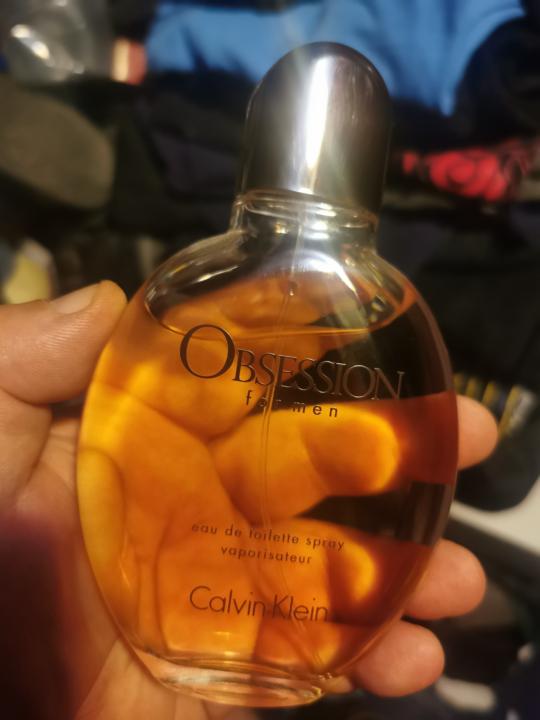 OBSESSION
for men
eau de toilette spray
vaporisateur
Calvin Klein